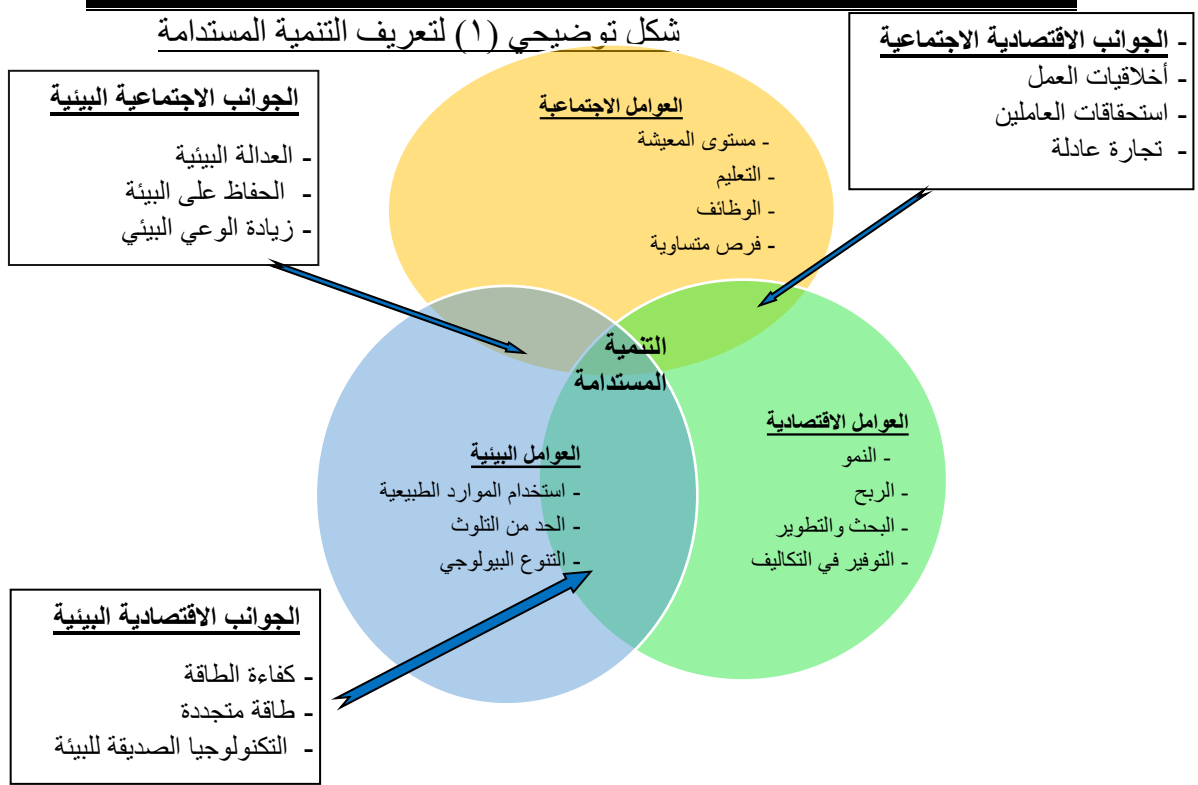 شكل توضيحي (١) لتعريف التنمية المستدامة
- الجوانب الاقتصادية الاجتماعية
- أخلاقيات العمل
- استحقاقات العاملين
- تجارة عادلة
الجوانب الاجتماعية البيئية
- العدالة البيئية
- الحفاظ على البيئة
- زيادة الوعي البيئي
العوامل الاجتماعية
- مستوى المعيشة
- التعليم
- الوظائف
- فرص متساوية
التنمية
المستدامة
العوامل الاقتصادية
- النمو
- الربح
- البحث والتطوير
- التوفير في التكاليف
العوامل البيئية
- استخدام الموارد الطبيعية
- الحد من التلوث
- التنوع البيولوجي
الجوانب الاقتصادية البيئية
- كفاءة الطاقة
- طاقة متجددة
- التكنولوجيا الصديقة للبيئة